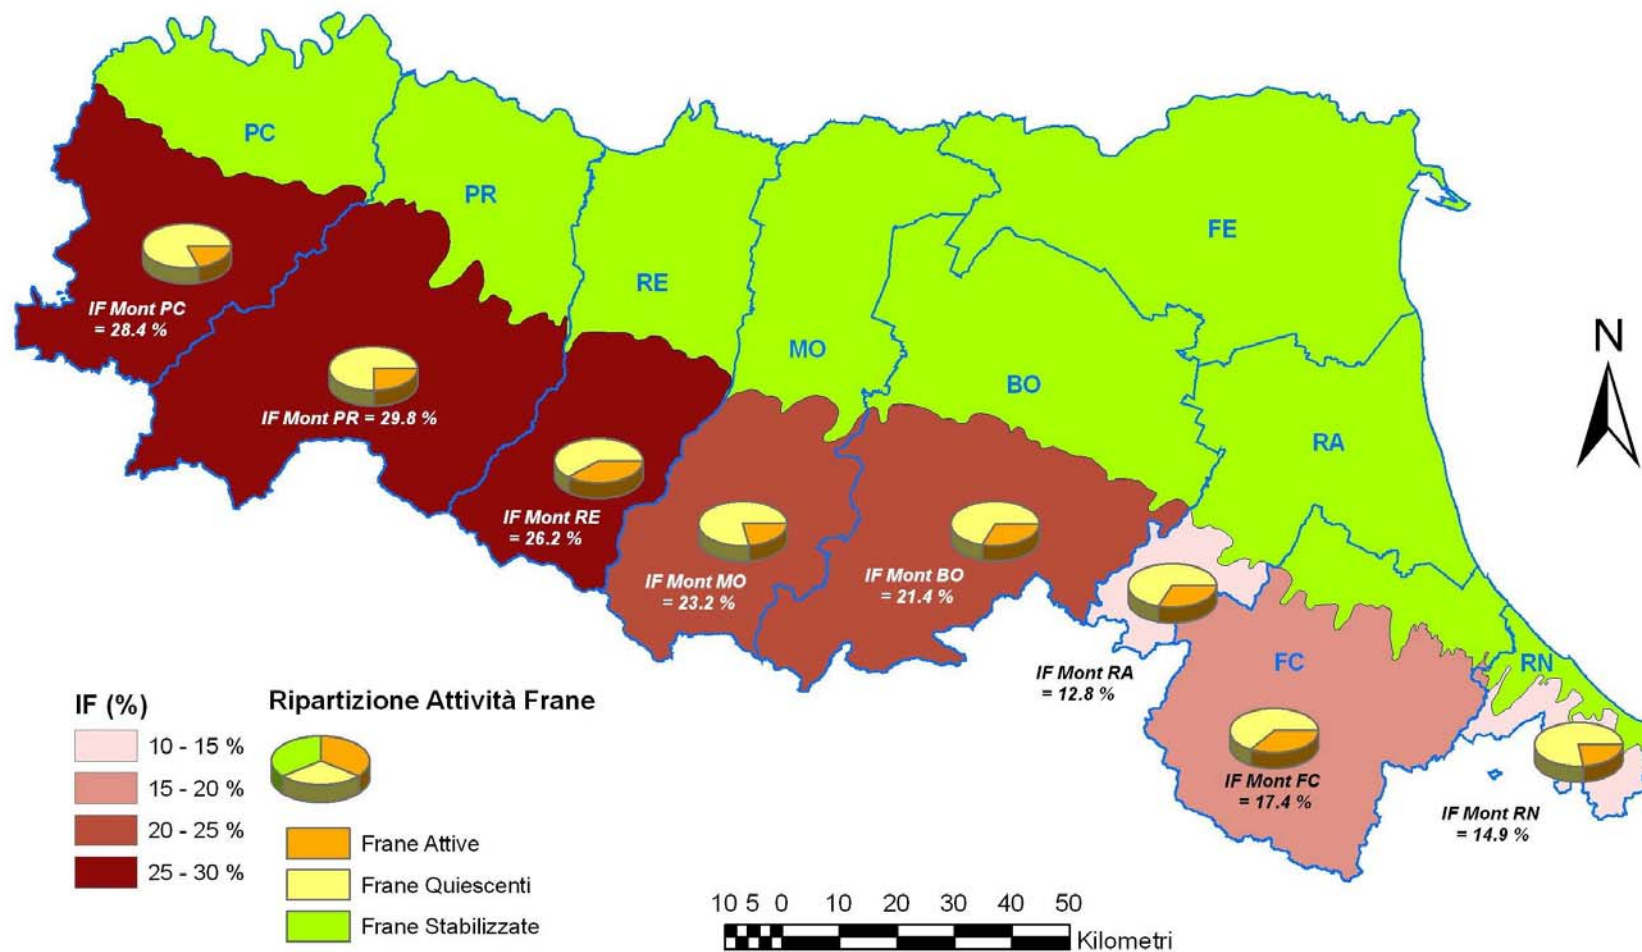 PC
PR
RE
MO
BO
FE
RA
FC
RN
N
IF Mont PC
= 28.4 %
IF Mont PR = 29.8 %
IF Mont RE
= 26.2 %
IF Mont MO
= 23.2 %
IF Mont BO
= 21.4 %
IF Mont RA
= 12.8 %
IF Mont FC
= 17.4 %
IF Mont RN
= 14.9 %
IF (%)
10 - 15 %
15 - 20 %
20 - 25 %
25 - 30 %
Ripartizione Attività Frane
Frane Attive
Frane Quiescenti
Frane Stabilizzate
10 5 0 10 20 30 40 50
Kilometri